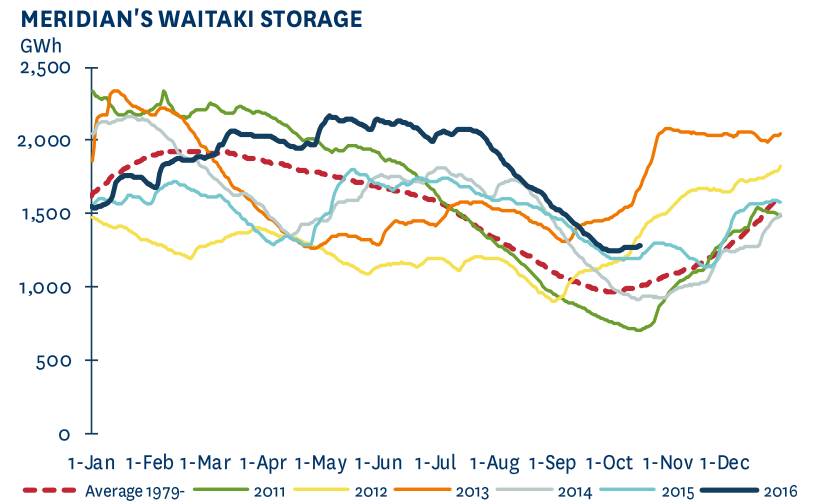 MERIDIAN'S WAITAKI STORAGE
GWh
2,500
2,000
1,500
1,000
500
0
1-Jan 1-Feb 1-Mar 1-Apr 1-May 1-Jun 1-Jul 1-Aug 1-Sep 1-Oct 1-Nov 1-Dec
Average 1979- 2011 2012 2013 2014 2015 2016